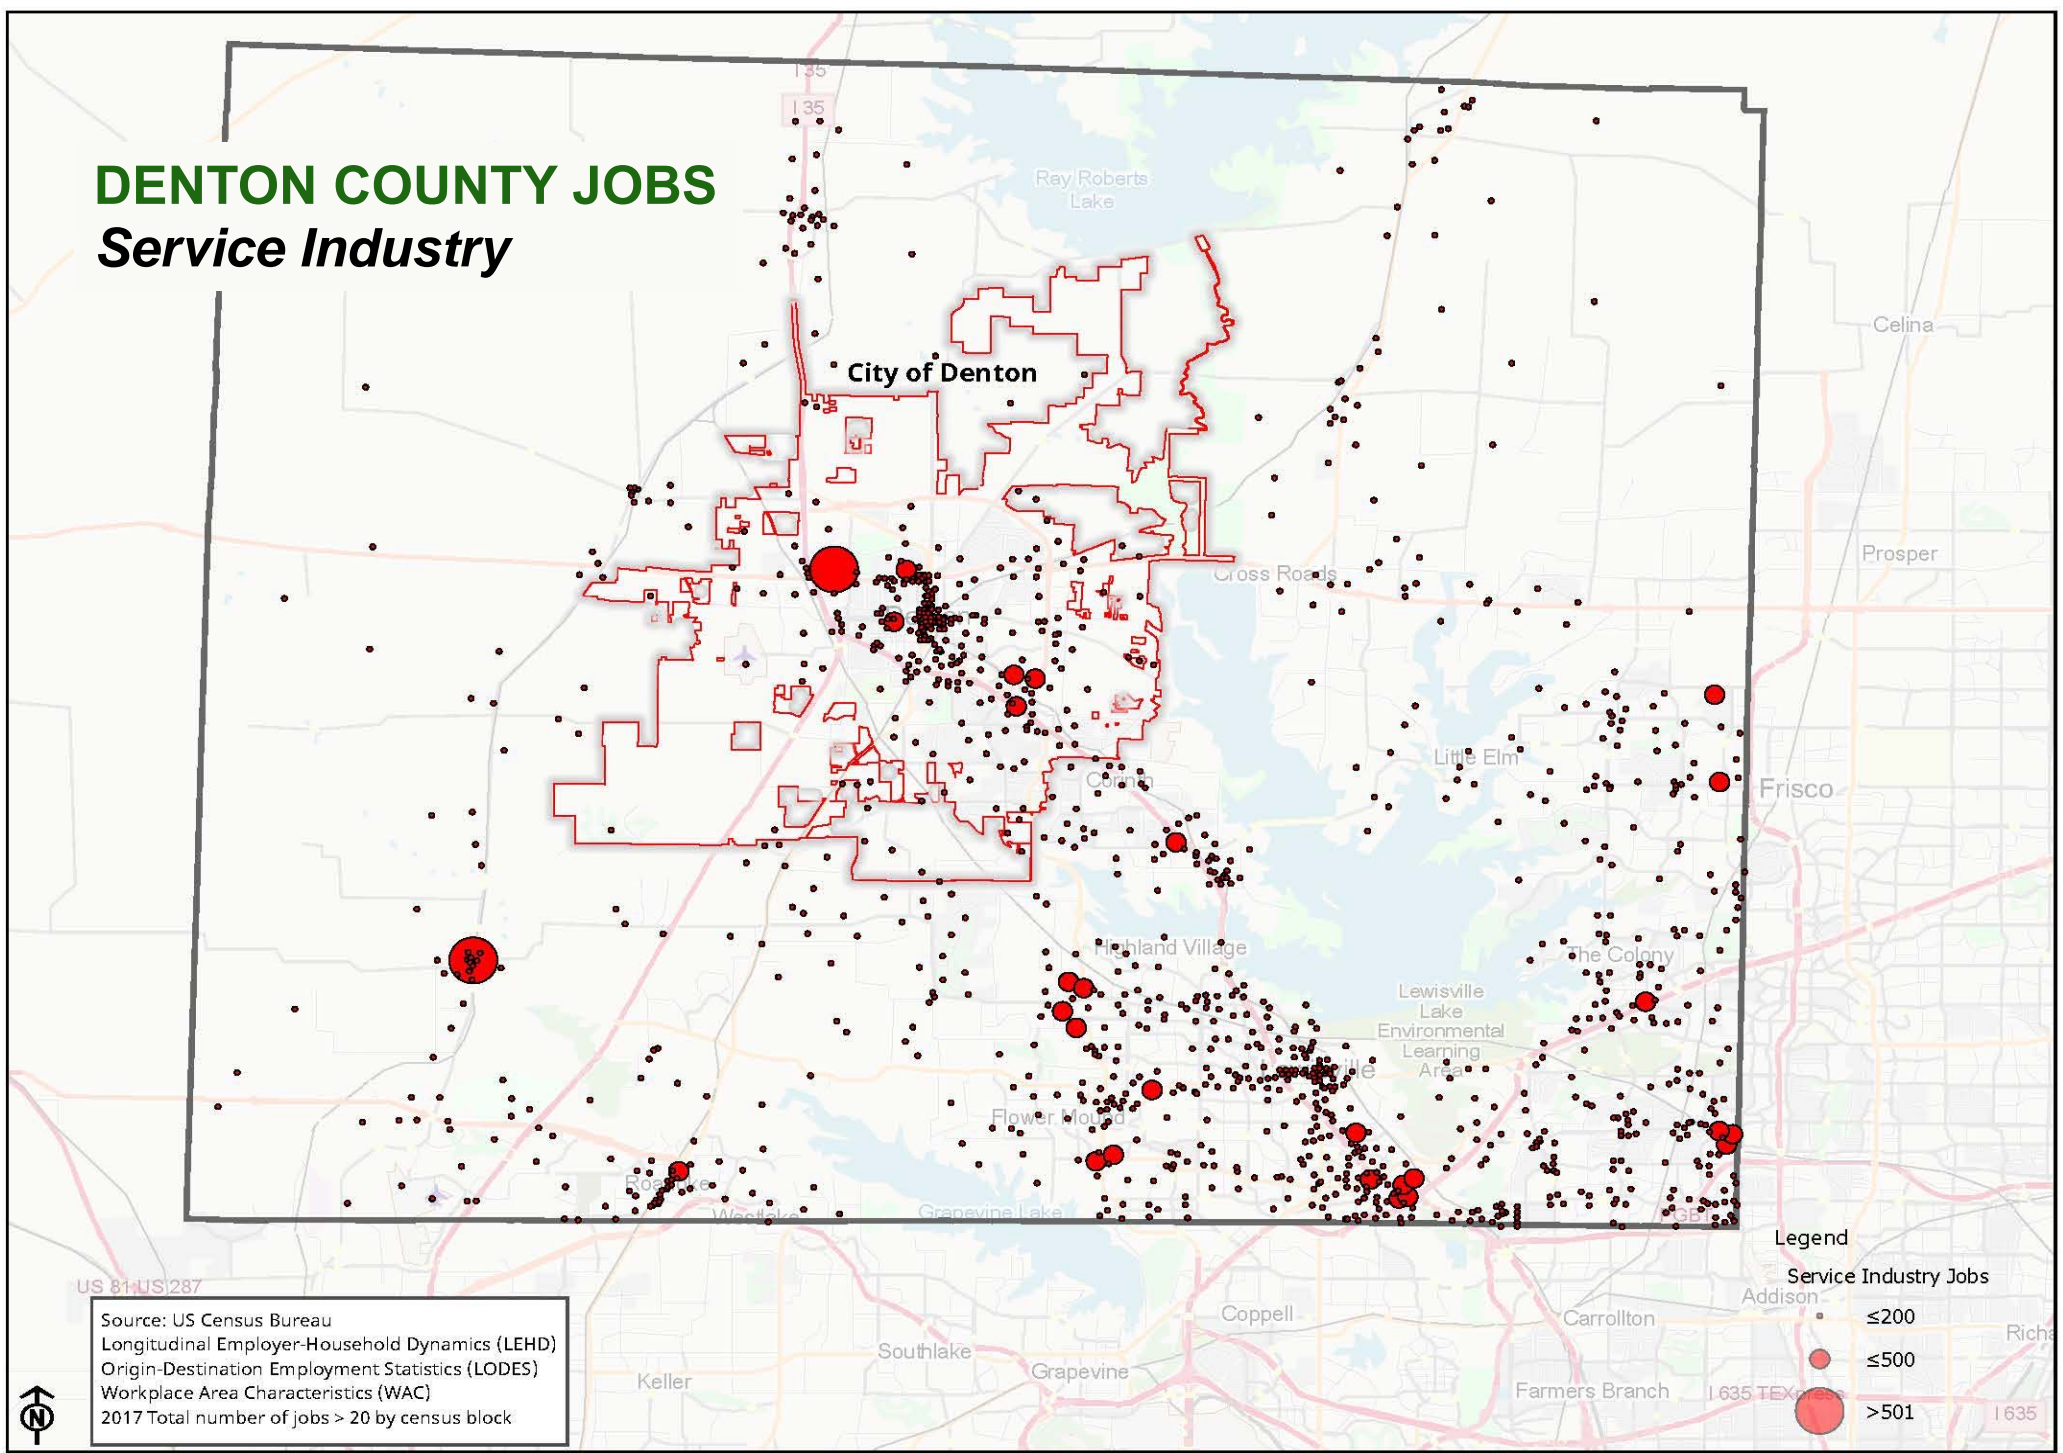 I 35
I 35
DENTON COUNTY JOBS
Service Industry
Ray Roberts
Lake
Celina
City of Denton
Prosper
Cross Roads
Little Elm
Corinth
Frisco
Highland Village
The Colony
Lewisville
Lake
Environmental
Learning
Area
Flower Mound
Westlake
Grapevine Lake
Legend
Service Industry Jobs
≤200
≤500
>501
US 81;US 287
Addison
Coppell
Carrollton
Southlake
Grapevine
Keller
Farmers Branch
I 635 TEXpress
I 635
Source: US Census Bureau
Longitudinal Employer-Household Dynamics (LEHD)
Origin-Destination Employment Statistics (LODES)
Workplace Area Characteristics (WAC)
2017 Total number of jobs > 20 by census block
N